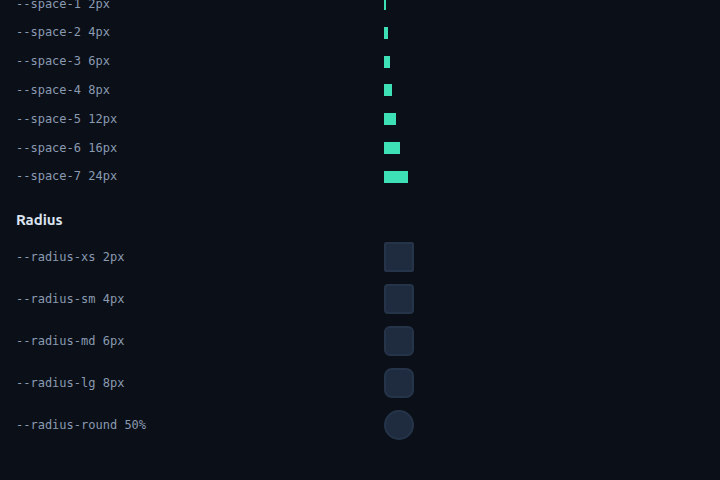 --space-1 2px
--space-2 4px
--space-3 6px
--space-4 8px
--space-5 12px
--space-6 16px
--space-7 24px
Radius
--radius-xs 2px
--radius-sm 4px
--radius-md 6px
--radius-lg 8px
--radius-round 50%